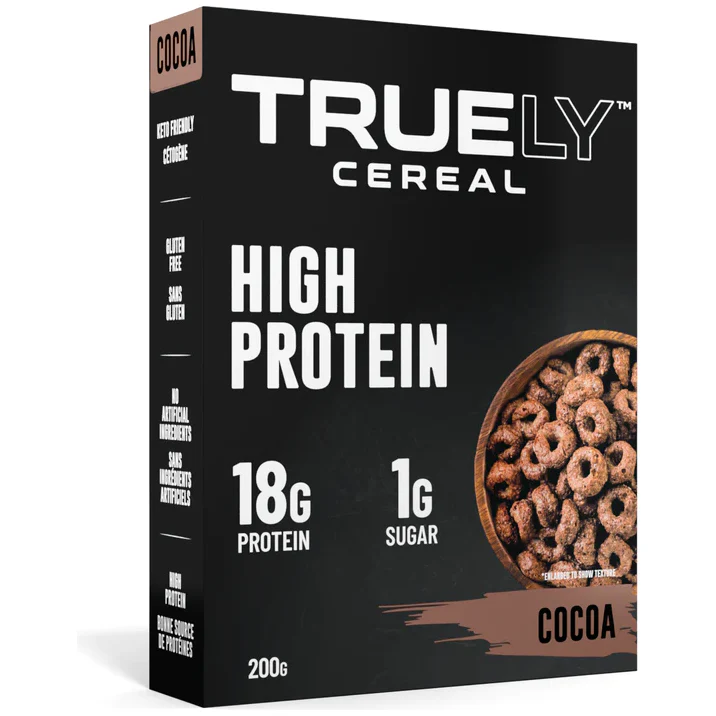 COCOA
KETO FRIENDLY
CÉTOGÈNE
GLUTEN
FREE
SANS
GLUTEN
NO
ARTIFICIAL
INGREDIENTS
SANS
INGRÉDIENTS
ARTIFICIELS
HIGH
PROTEIN
BONNE SOURCE
DE PROTÉINES
TRUELY™
CEREAL
HIGH
PROTEIN
18G
PROTEIN
1G
SUGAR
*ENLARGED TO SHOW TEXTURE
COCOA
200G